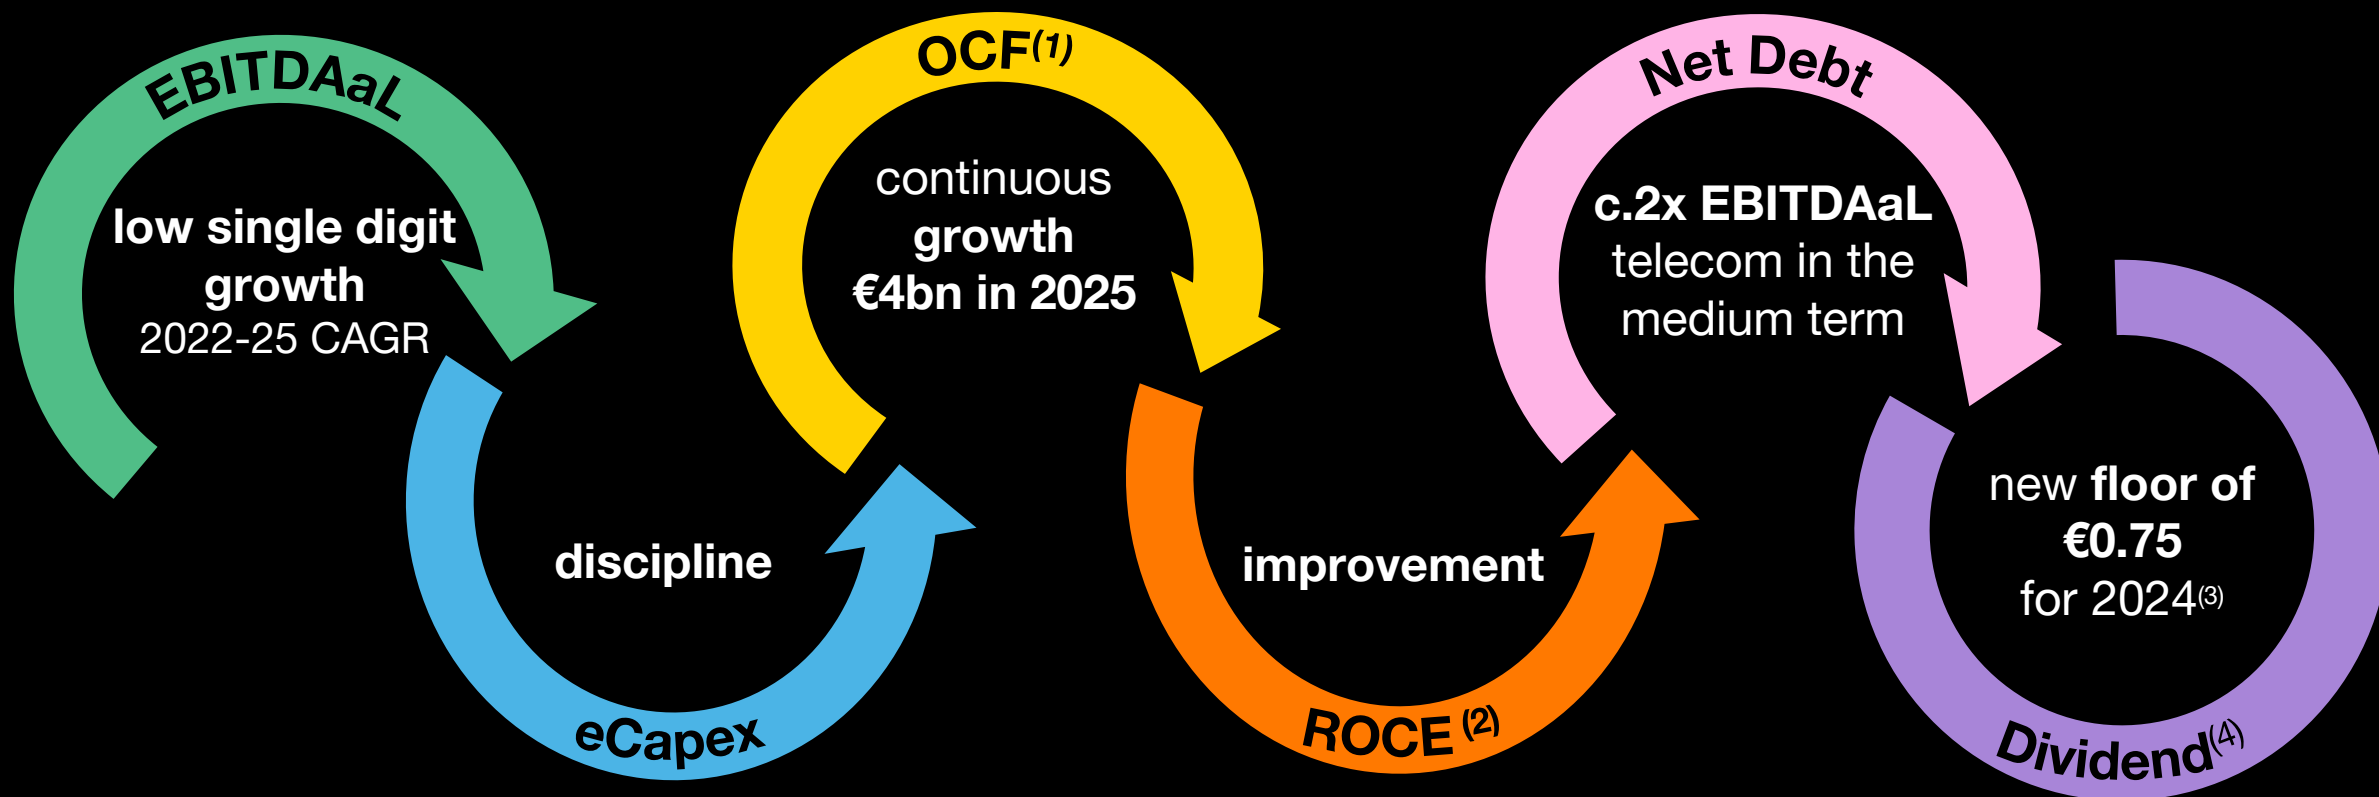 EBITDAaL
low single digit
growth
2022-25 CAGR
eCapex
discipline
OCF(1)
continuous
growth
€4bn in 2025
ROCE (2)
improvement
Net Debt
c.2x EBITDAaL
telecom in the
medium term
new floor of
€0.75
for 2024(3)
Dividend(4)